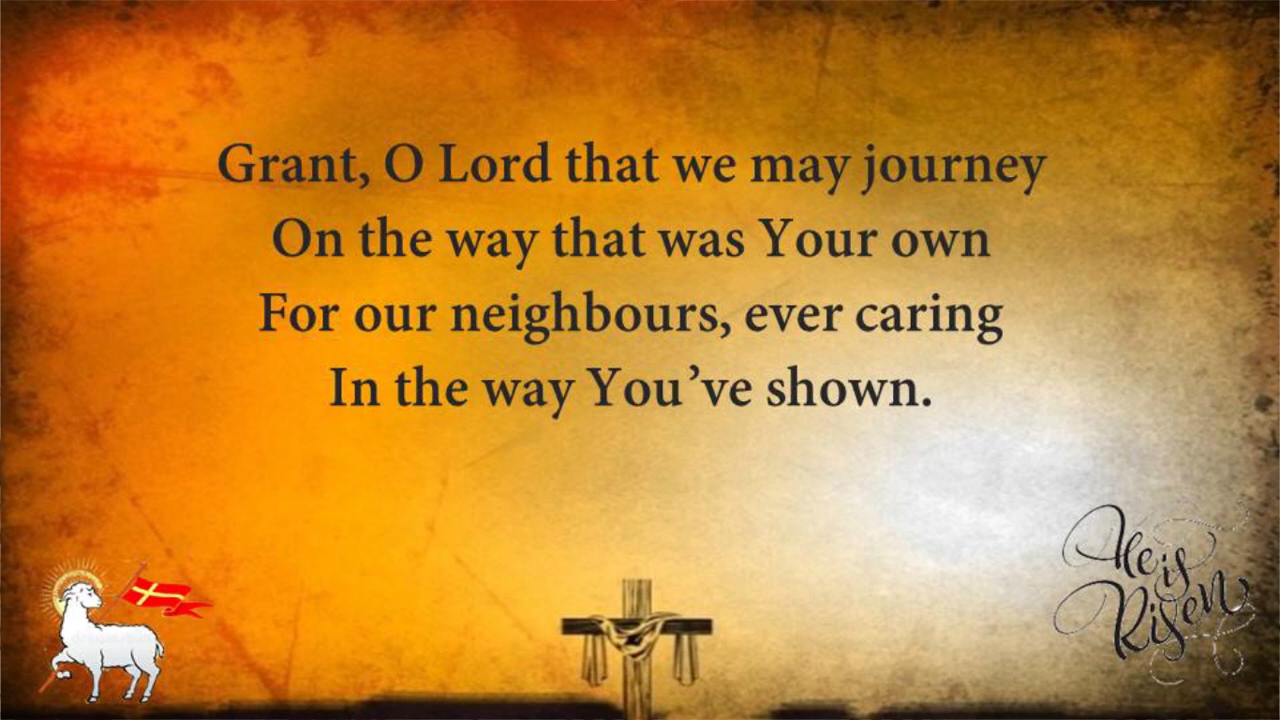 Grant, O Lord that we may journey
On the way that was Your own
For our neighbours, ever caring
In the way You’ve shown.
He is
Risen